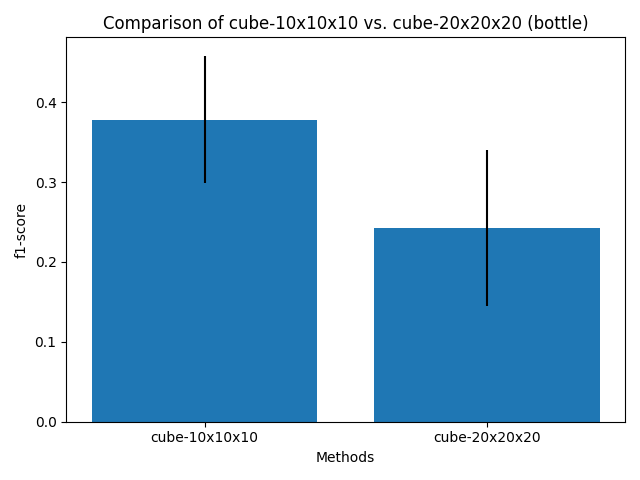 Comparison of cube-10x10x10 vs. cube-20x20x20 (bottle)
f1-score
0.4
0.3
0.2
0.1
0.0
cube-10x10x10 cube-20x20x20
Methods